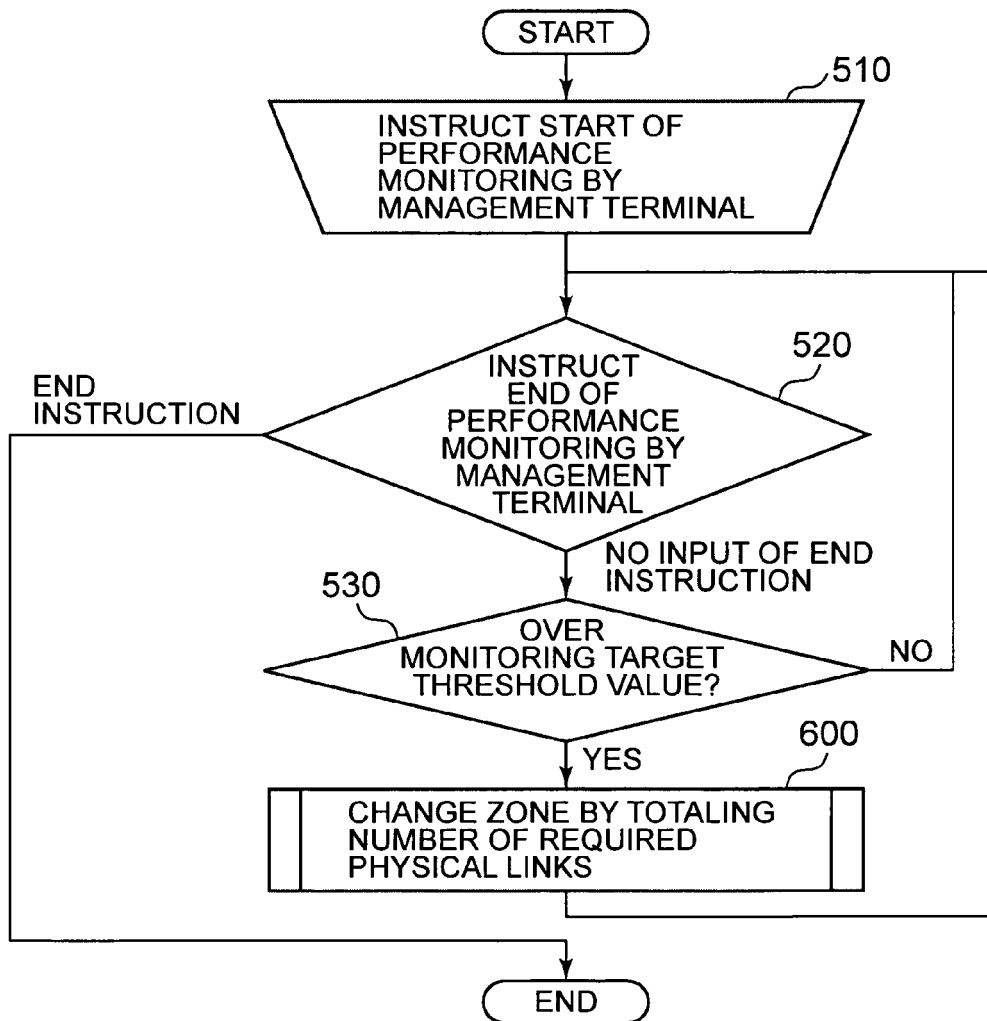 START
510
INSTRUCT START OF
PERFORMANCE
MONITORING BY
MANAGEMENT TERMINAL
520
INSTRUCT
END OF
PERFORMANCE
MONITORING BY
MANAGEMENT
TERMINAL
END
INSTRUCTION
NO INPUT OF END
INSTRUCTION
530
OVER
MONITORING TARGET
THRESHOLD VALUE?
NO
YES
600
CHANGE ZONE BY TOTALING
NUMBER OF REQUIRED
PHYSICAL LINKS
END